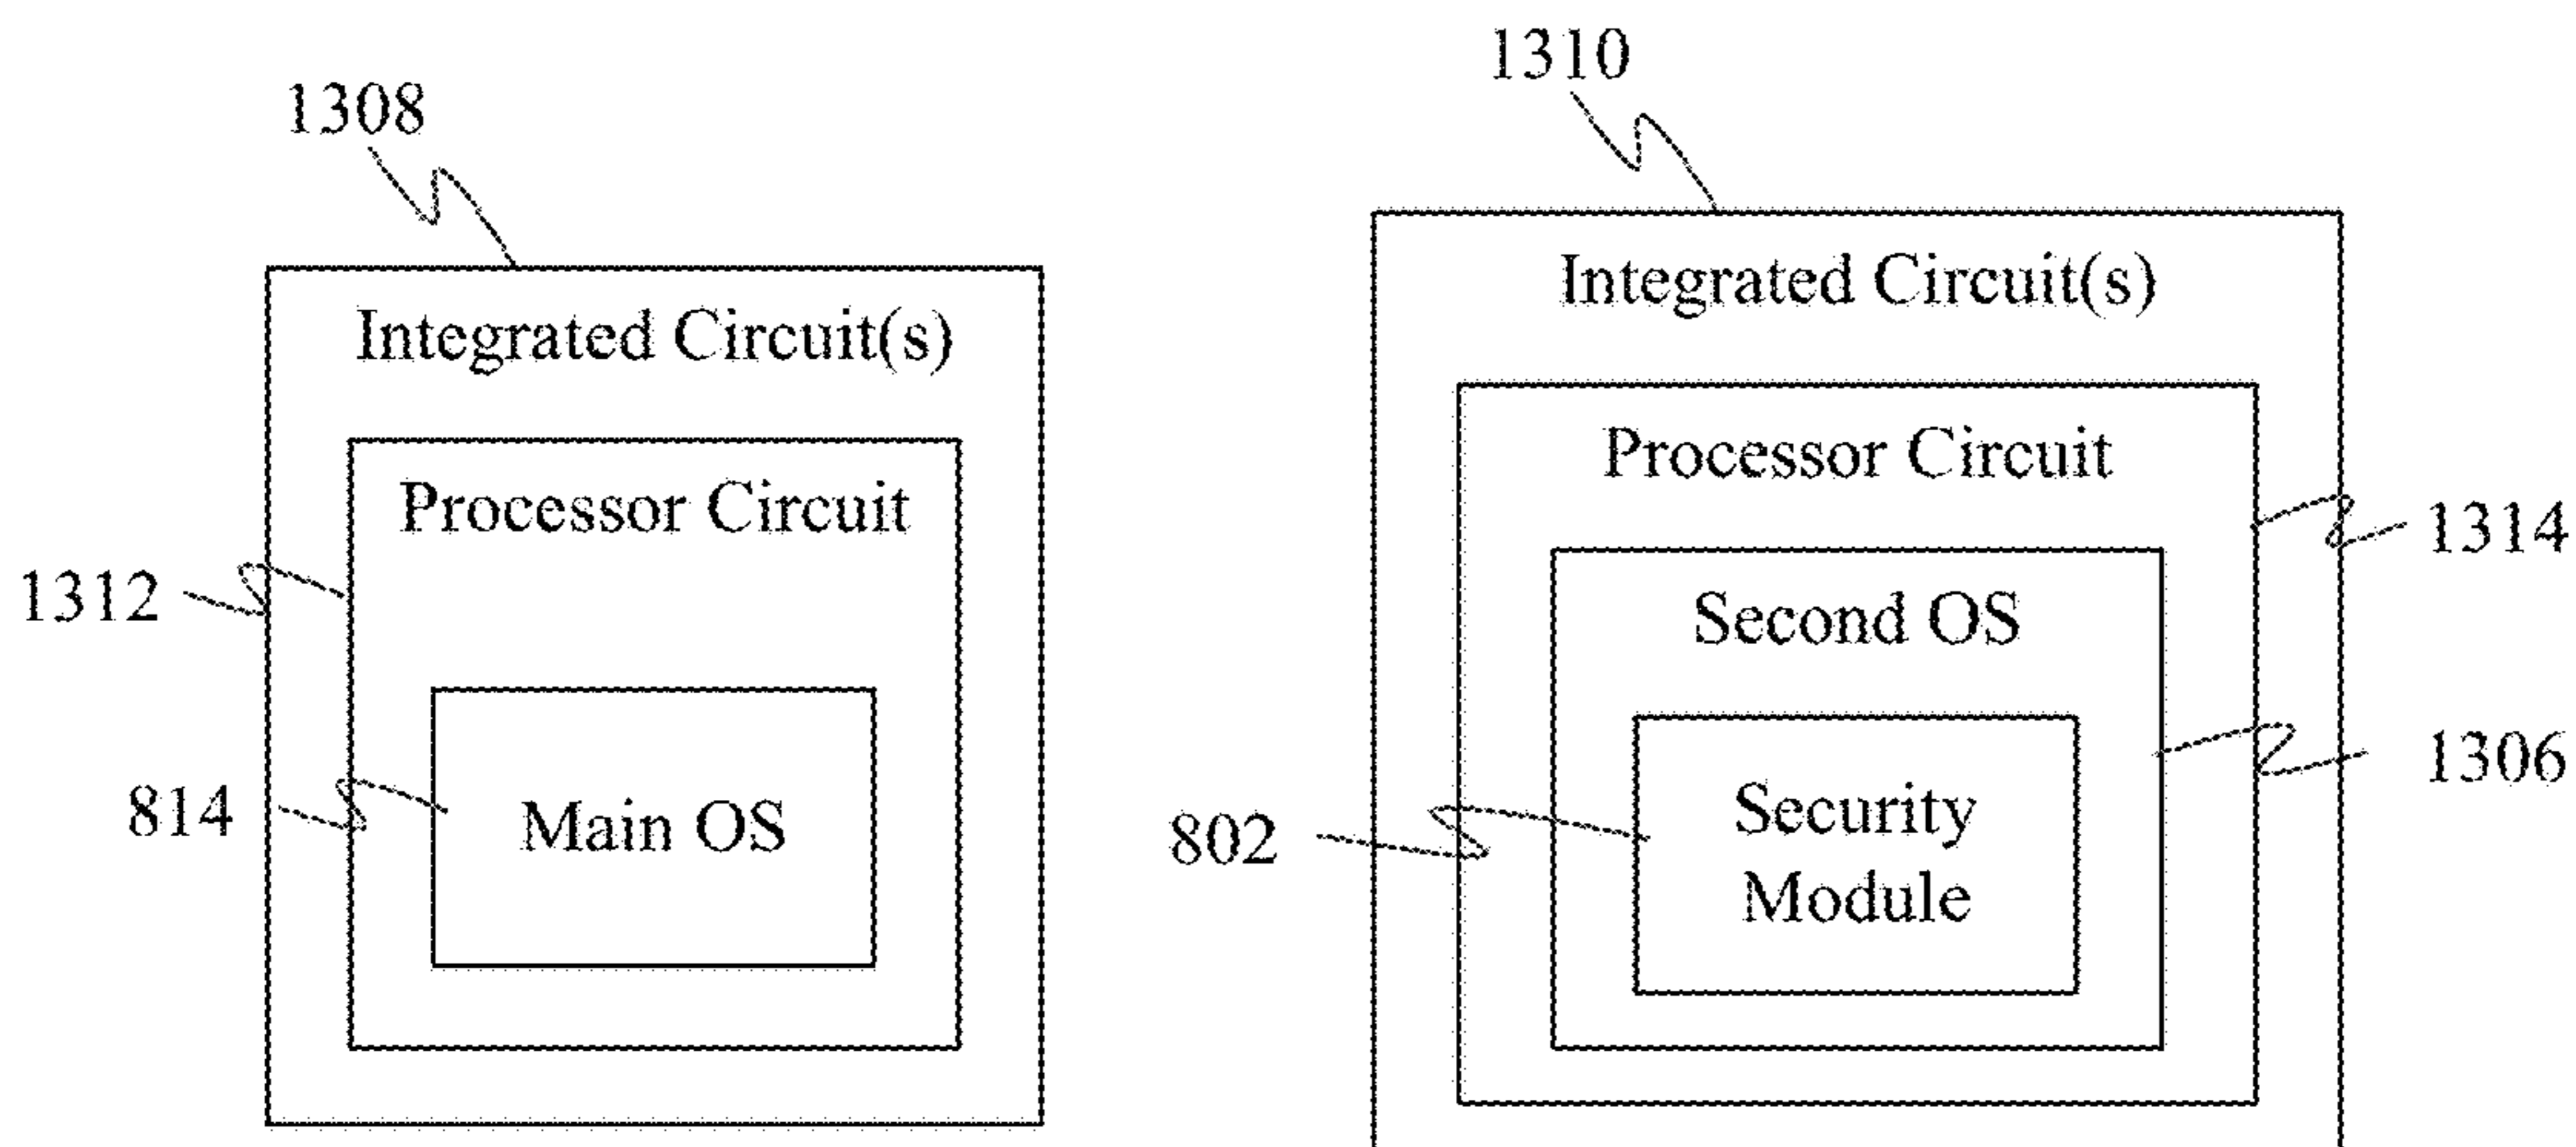 1308
Integrated Circuit(s)
Processor Circuit
1312
814
Main OS
1310
Integrated Circuit(s)
Processor Circuit
1314
Second OS
1306
802
Security
Module